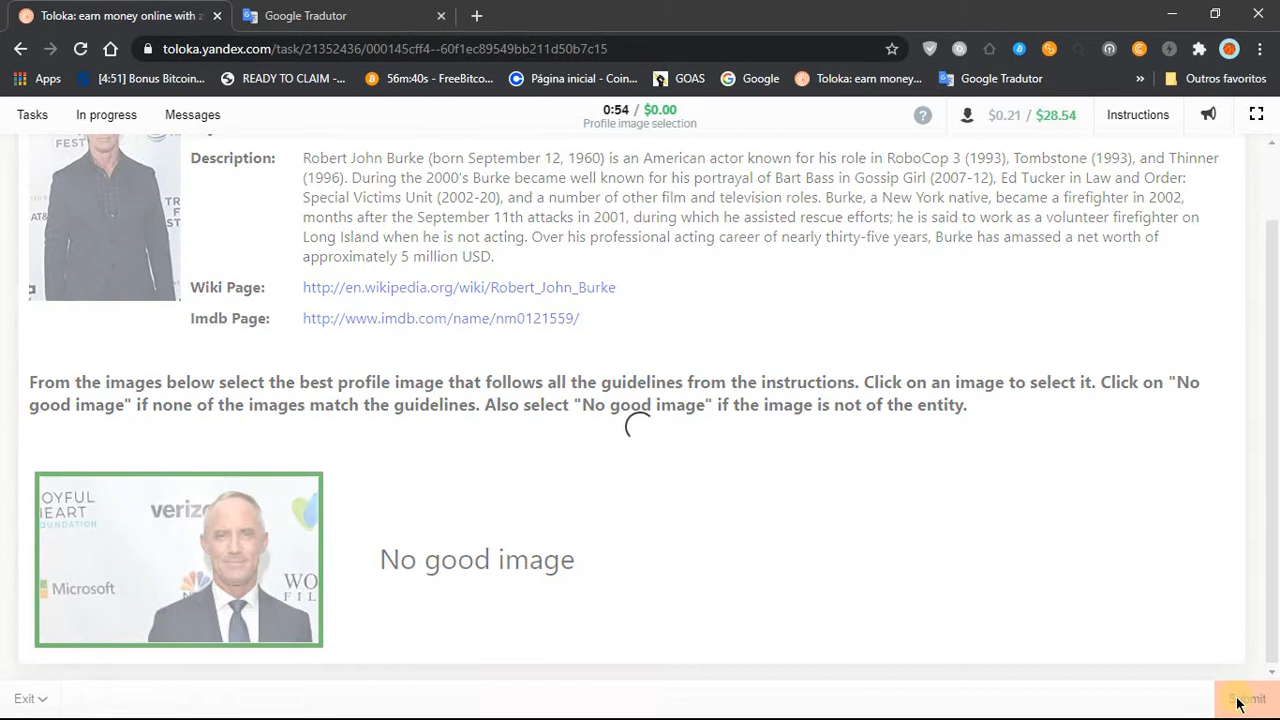 Toloka: earn money online with
Google Tradutor
toloka.yandex.com/task/21352436/000145cff4--60f1ec89549bb211d50b7c15
Apps
[4:51] Bonus Bitcoin...
READY TO CLAIM -...
56m:40s - FreBitco...
Página inicial - Coin...
GOAS
Google
Toloka: earn money...
Google Tradutor
»
Outros favoritos
Tasks
In progress
Messages
0:54 / $0.00
Profile image selection
?
$0.21 / $28.54
Instructions
FEST
AT&T
TR
F
FEST
Description:
Robert John Burke (born September 12, 1960) is an American actor known for his role in RoboCop 3 (1993), Tombstone (1993), and Thinner
(1996). During the 2000's Burke became well known for his portrayal of Bart Bass in Gossip Girl (2007-12), Ed Tucker in Law and Order:
Special Victims Unit (2002-20), and a number of other film and television roles. Burke, a New York native, became a firefighter in 2002,
months after the September 11th attacks in 2001, during which he assisted rescue efforts; he is said to work as a volunteer firefighter on
Long Island when he is not acting. Over his professional acting career of nearly thirty-five years, Burke has amassed a net worth of
approximately 5 million USD.
Wiki Page:
http://en.wikipedia.org/wiki/Robert_John_Burke
Imdb Page:
http://www.imdb.com/name/nm0121559/
From the images below select the best profile image that follows all the guidelines from the instructions. Click on an image to select it. Click on "No
good image" if none of the images match the guidelines. Also select "No good image" if the image is not of the entity.
OYFUL
EART
OUNDATION
verizo
Microsoft
WO
FIL
No good image
Exit
Submit